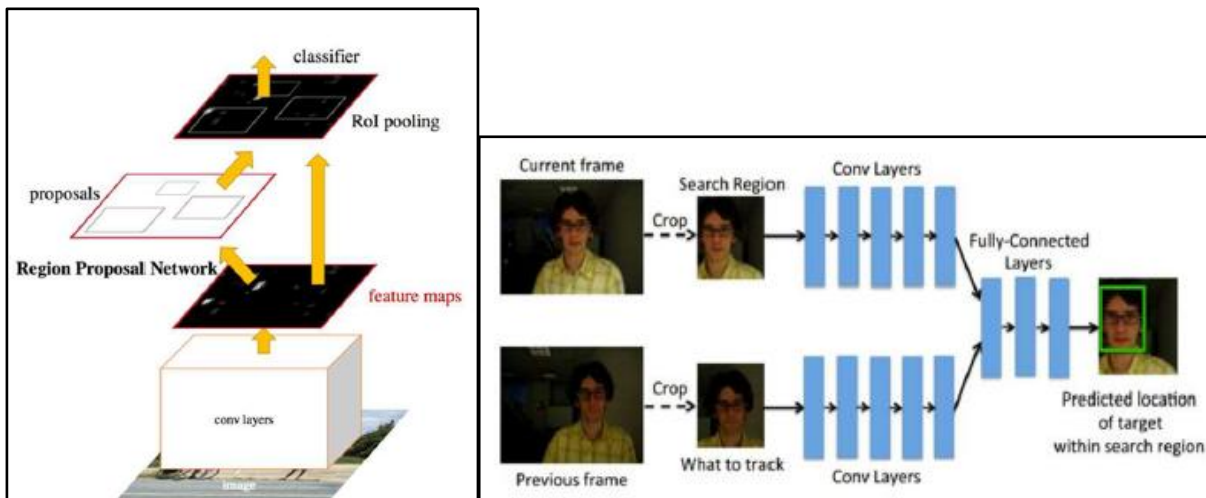 classifier
RoI pooling
proposals
Region Proposal Network
feature maps
conv layers
image
Current frame
Search Region
Conv Layers
Crop
Fully-Connected
Layers
Crop
Previous frame
What to track
Conv Layers
Predicted location
of target
within search region